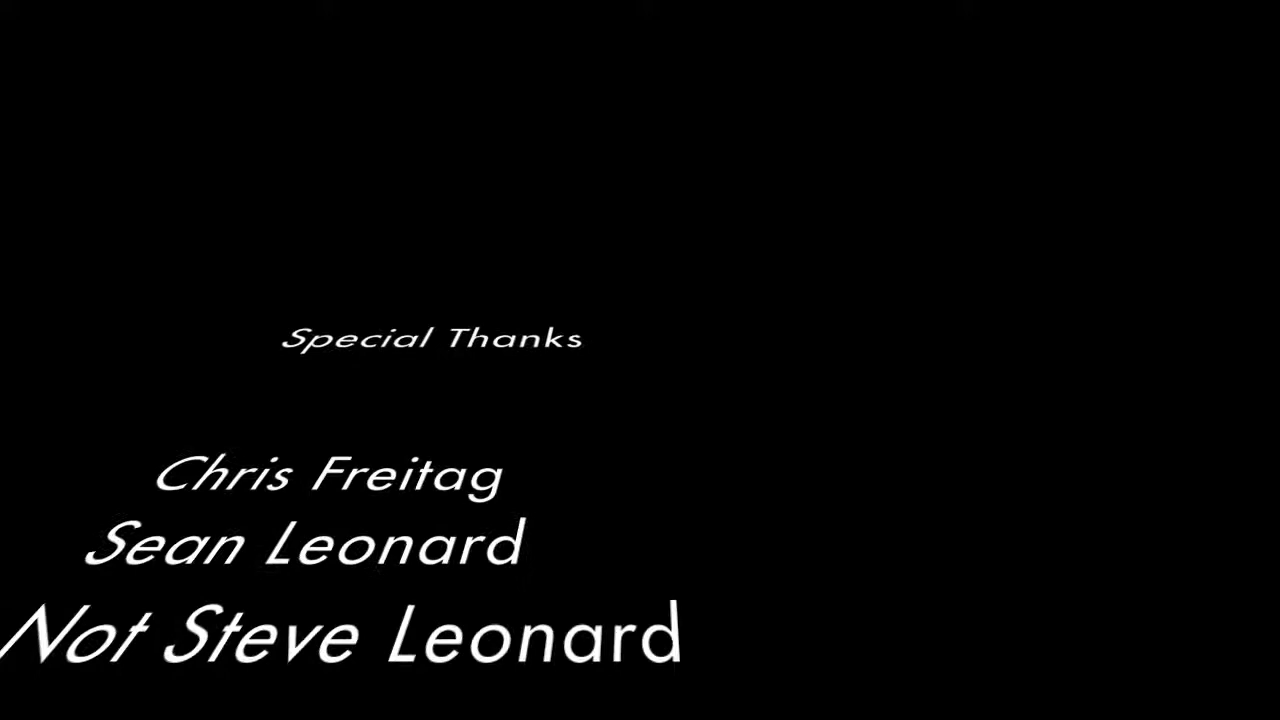 Special Thanks
Chris Freitag
Sean Leonard
Not Steve Leonard